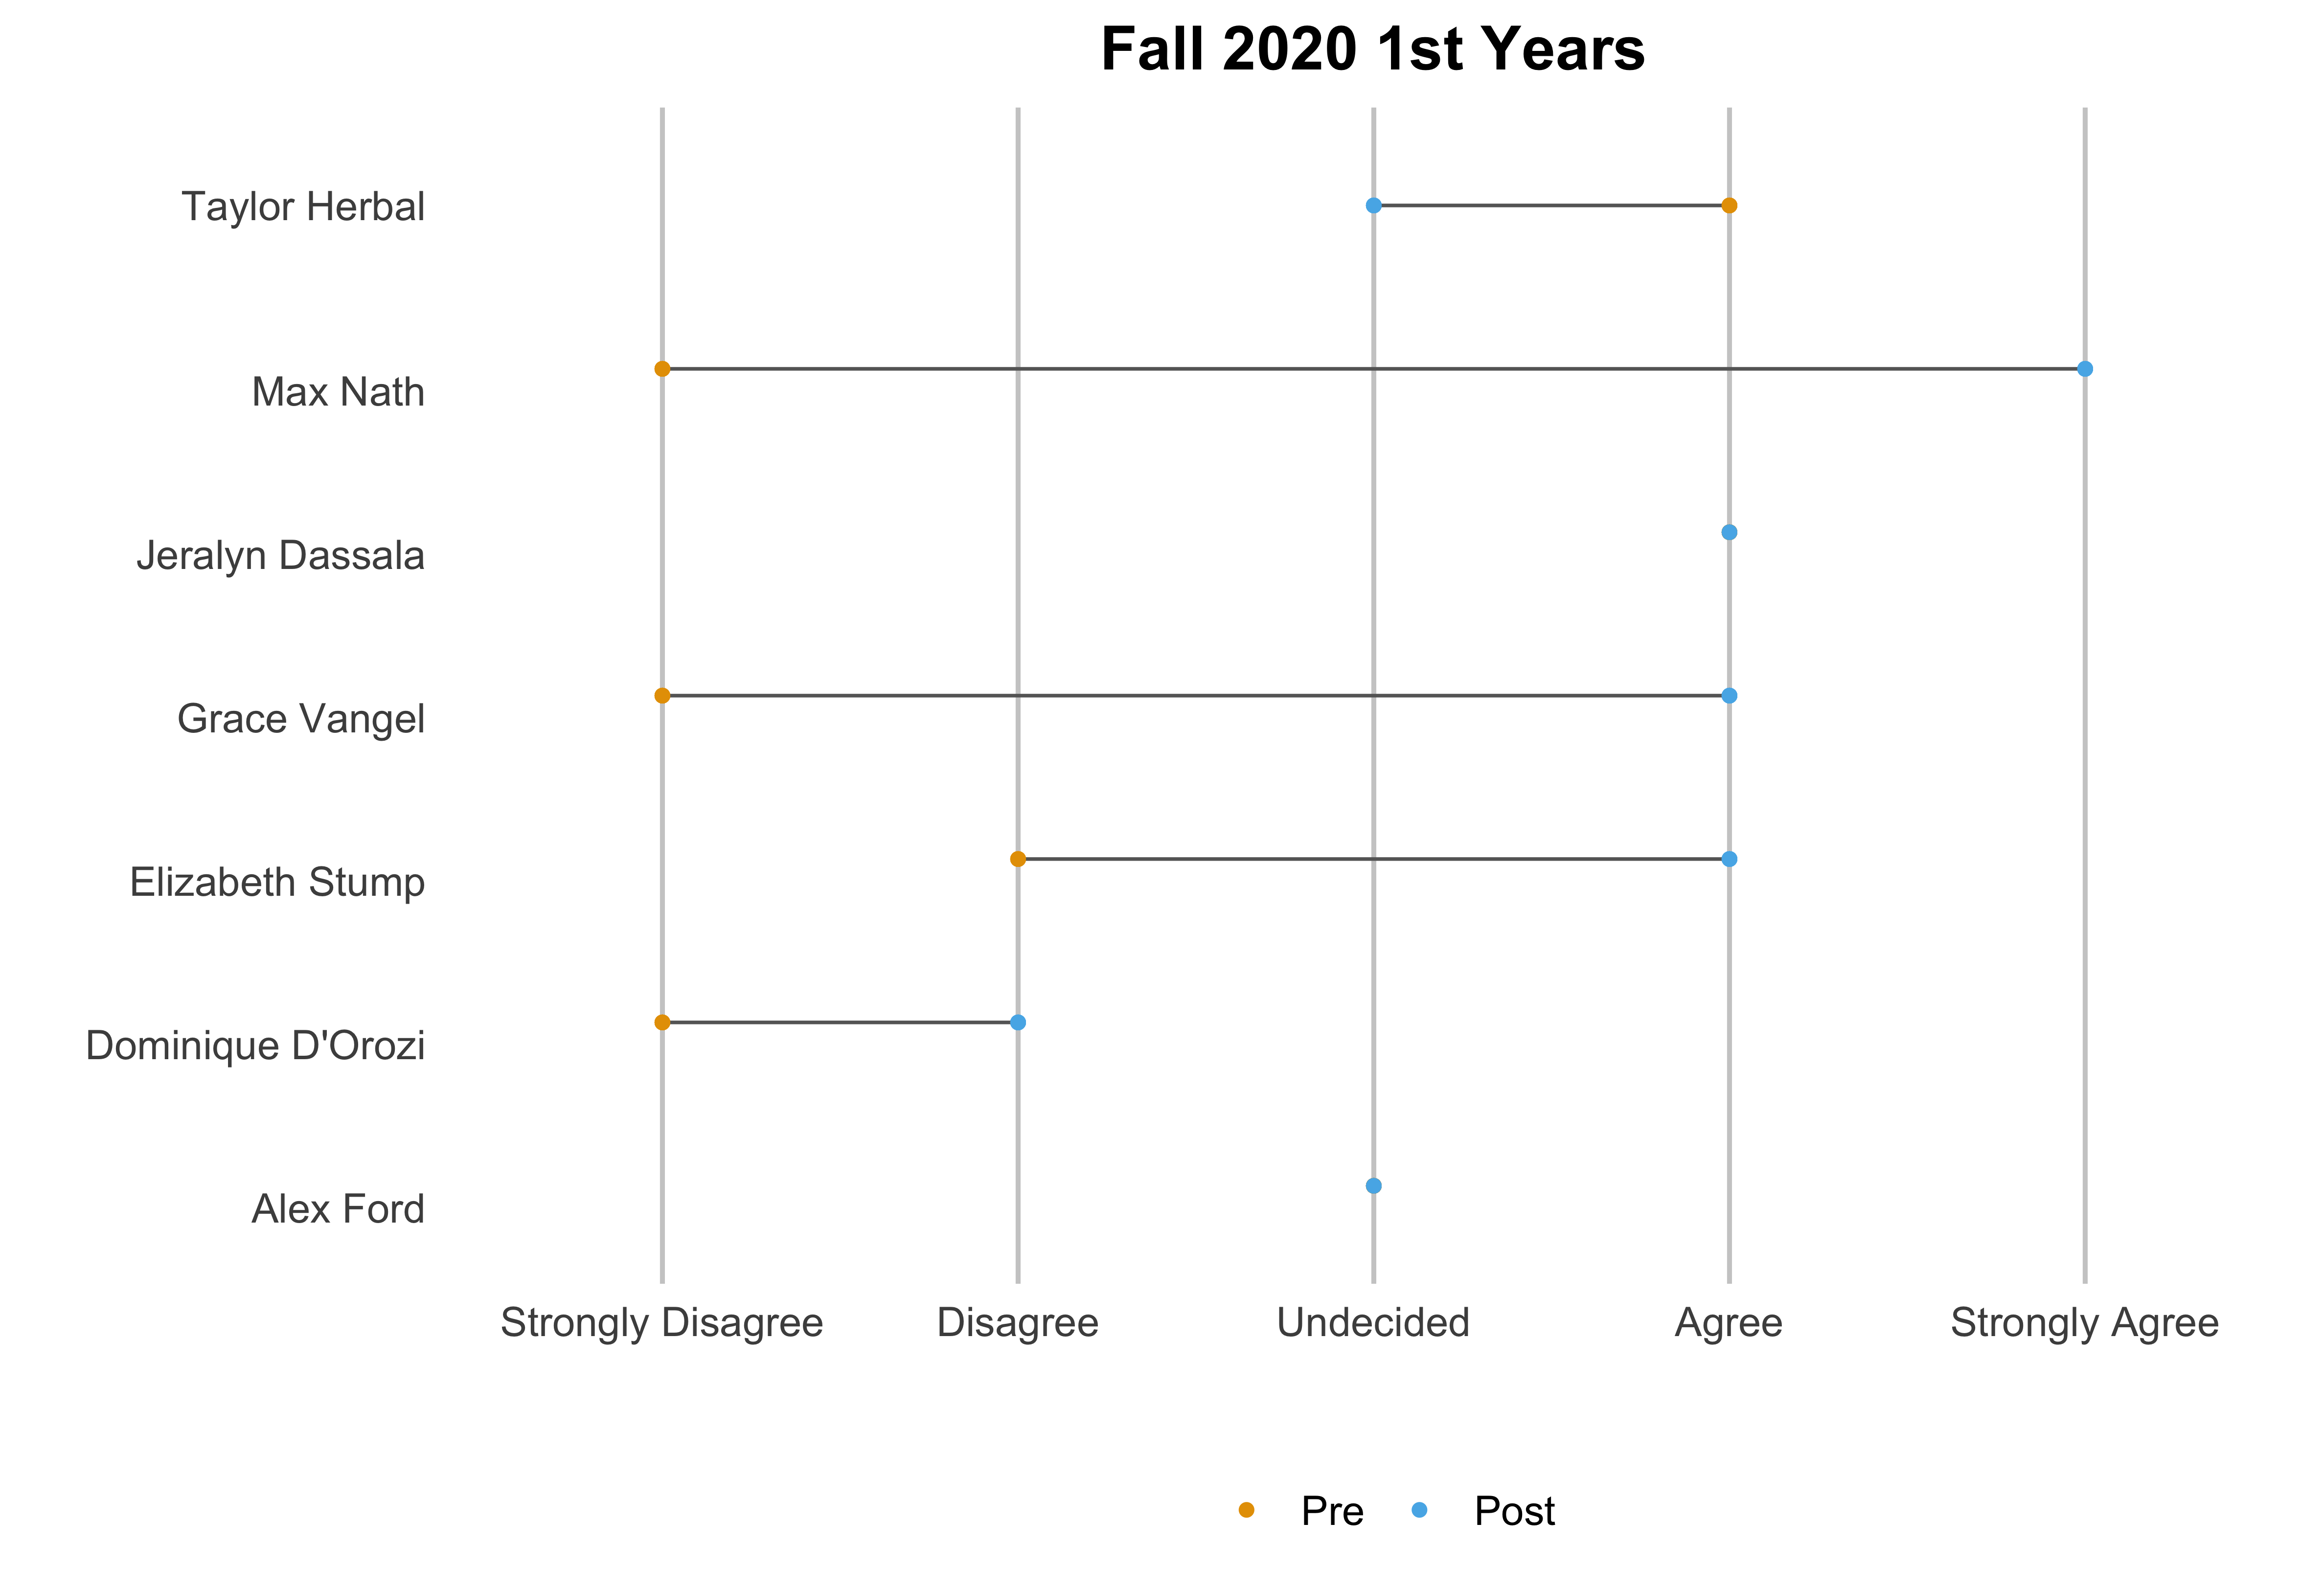 Fall 2020 1st Years
Taylor Herbal
Max Nath
Jeralyn Dassala
Grace Vangel
Elizabeth Stump
Dominique D'Orozi
Alex Ford
Strongly Disagree Disagree Undecided Agree Strongly Agree
Pre Post